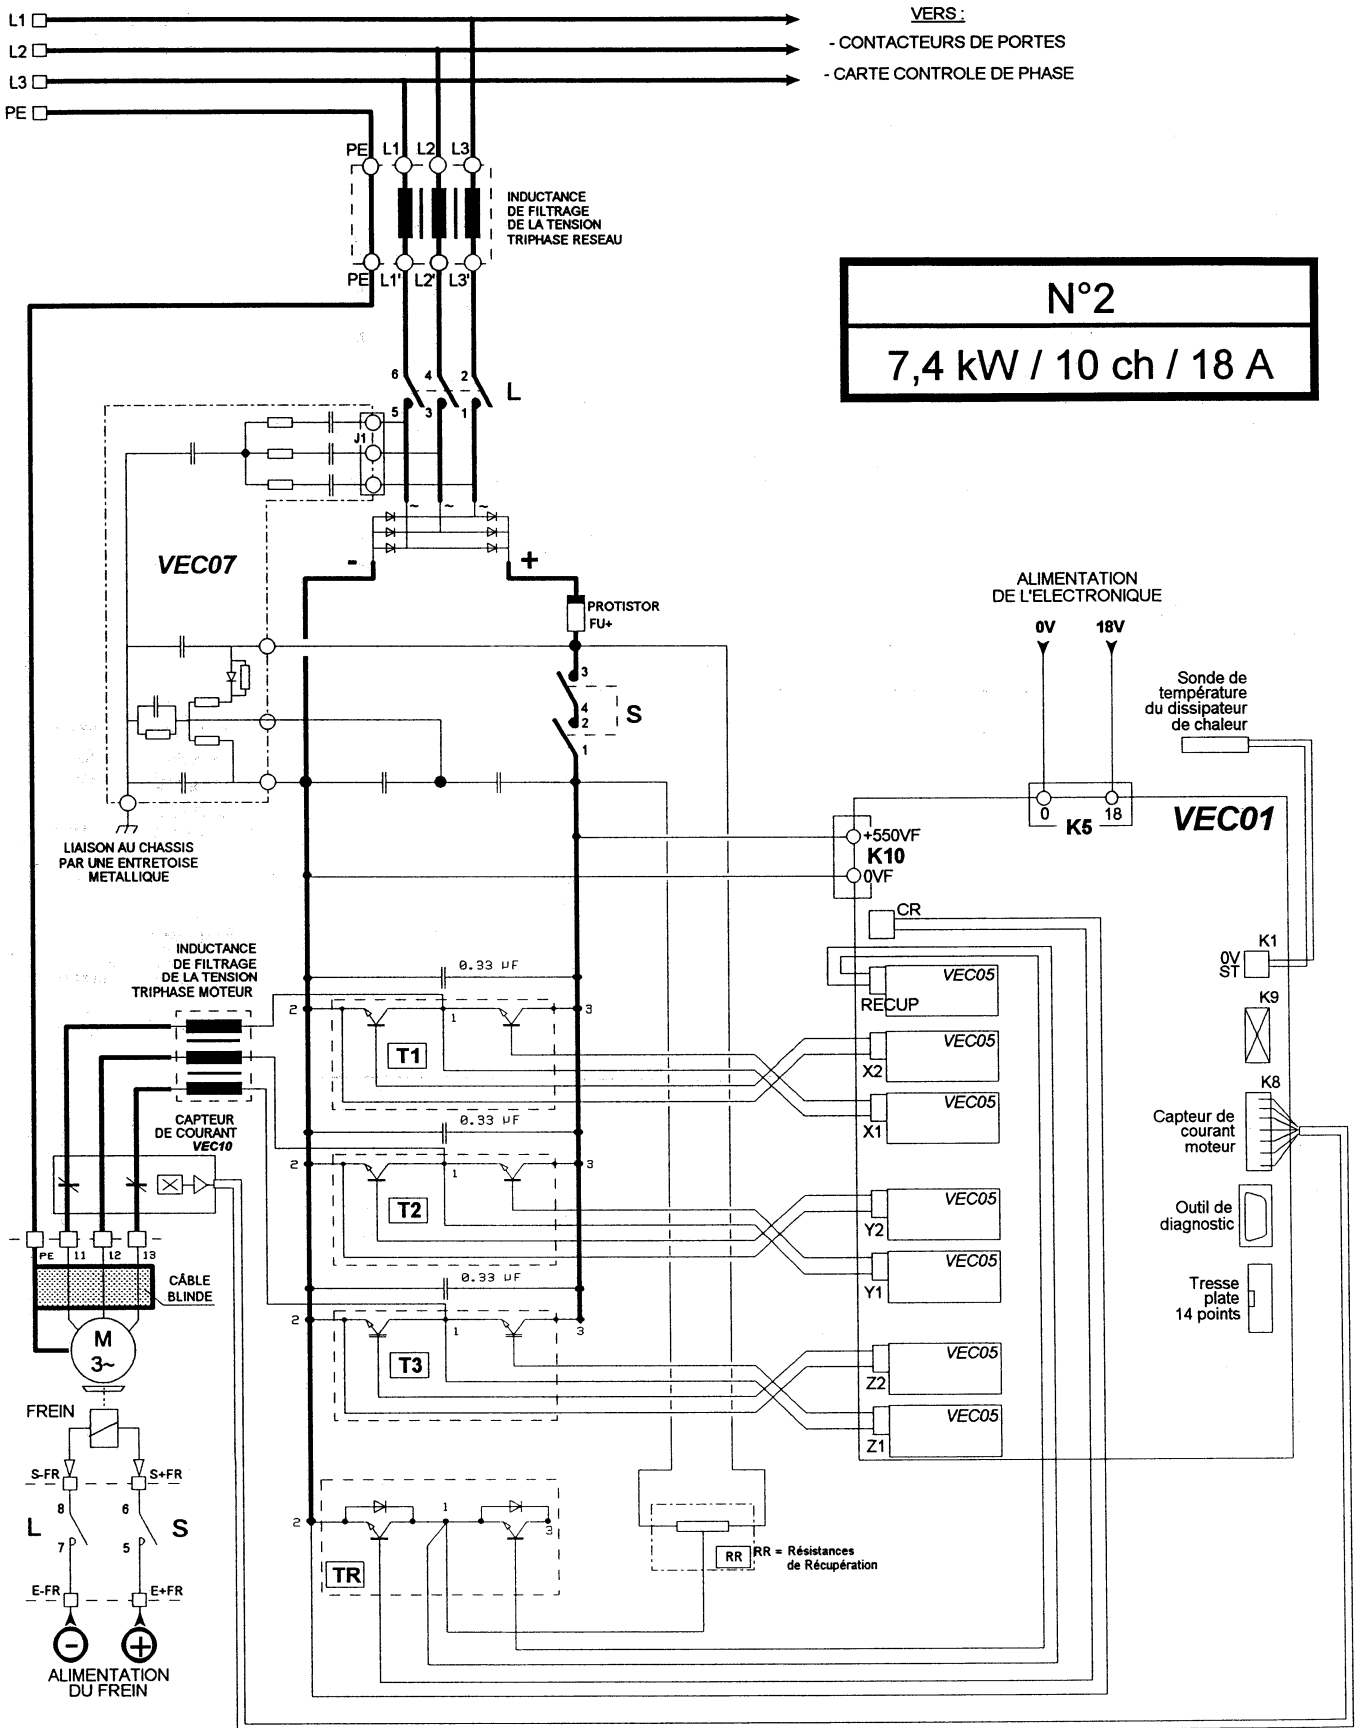 L1
L2
L3
PE
VERS :
- CONTACTEURS DE PORTES
- CARTE CONTROLE DE PHASE
PE L1 L2 L3
INDUCTANCE
DE FILTRAGE
DE LA TENSION
TRIPHASE RESEAU
PE L1' L2' L3'
N°2
7,4 kW / 10 ch / 18 A
6 4 2
L
5 3 1
J1
~ ~ ~
VEC07
- +
PROTISTOR
FU+
3
4
2
S
1
ALIMENTATION
DE L'ELECTRONIQUE
0V 18V
Sonde de
température
du dissipateur
de chaleur
0 18
K5
VEC01
LIAISON AU CHASSIS
PAR UNE ENTRETOISE
METALLIQUE
+550VF
K10
0VF
CR
K1
0V
ST
INDUCTANCE
DE FILTRAGE
DE LA TENSION
TRIPHASE MOTEUR
0.33 µF
VEC05
RECUP
K9
2 1 3
T1
VEC05
X2
VEC05
X1
K8
Capteur de
courant
moteur
CAPTEUR
DE COURANT
VEC10
0.33 µF
2 1 3
T2
VEC05
Y2
VEC05
Y1
Outil de
diagnostic
PE 11 12 13
CÂBLE
BLINDE
0.33 µF
Tresse
plate
14 points
M
3~
2 1 3
T3
VEC05
Z2
VEC05
Z1
FREIN
S-FR S+FR
8 6
L S
7 5
E-FR E+FR
- +
ALIMENTATION
DU FREIN
2 1 3
TR
RR
RR = Résistances
de Récupération